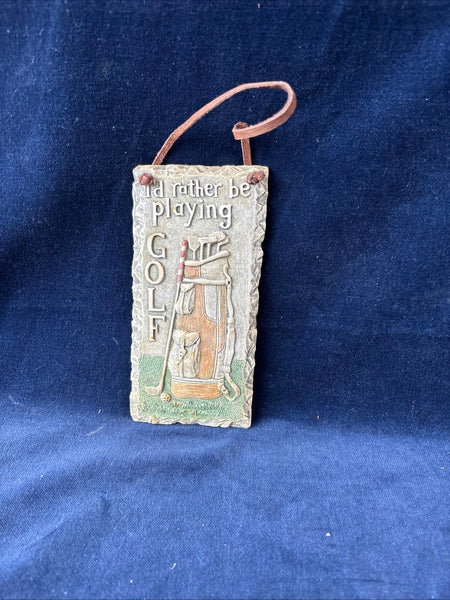 I'd rather be
playing
GOLF